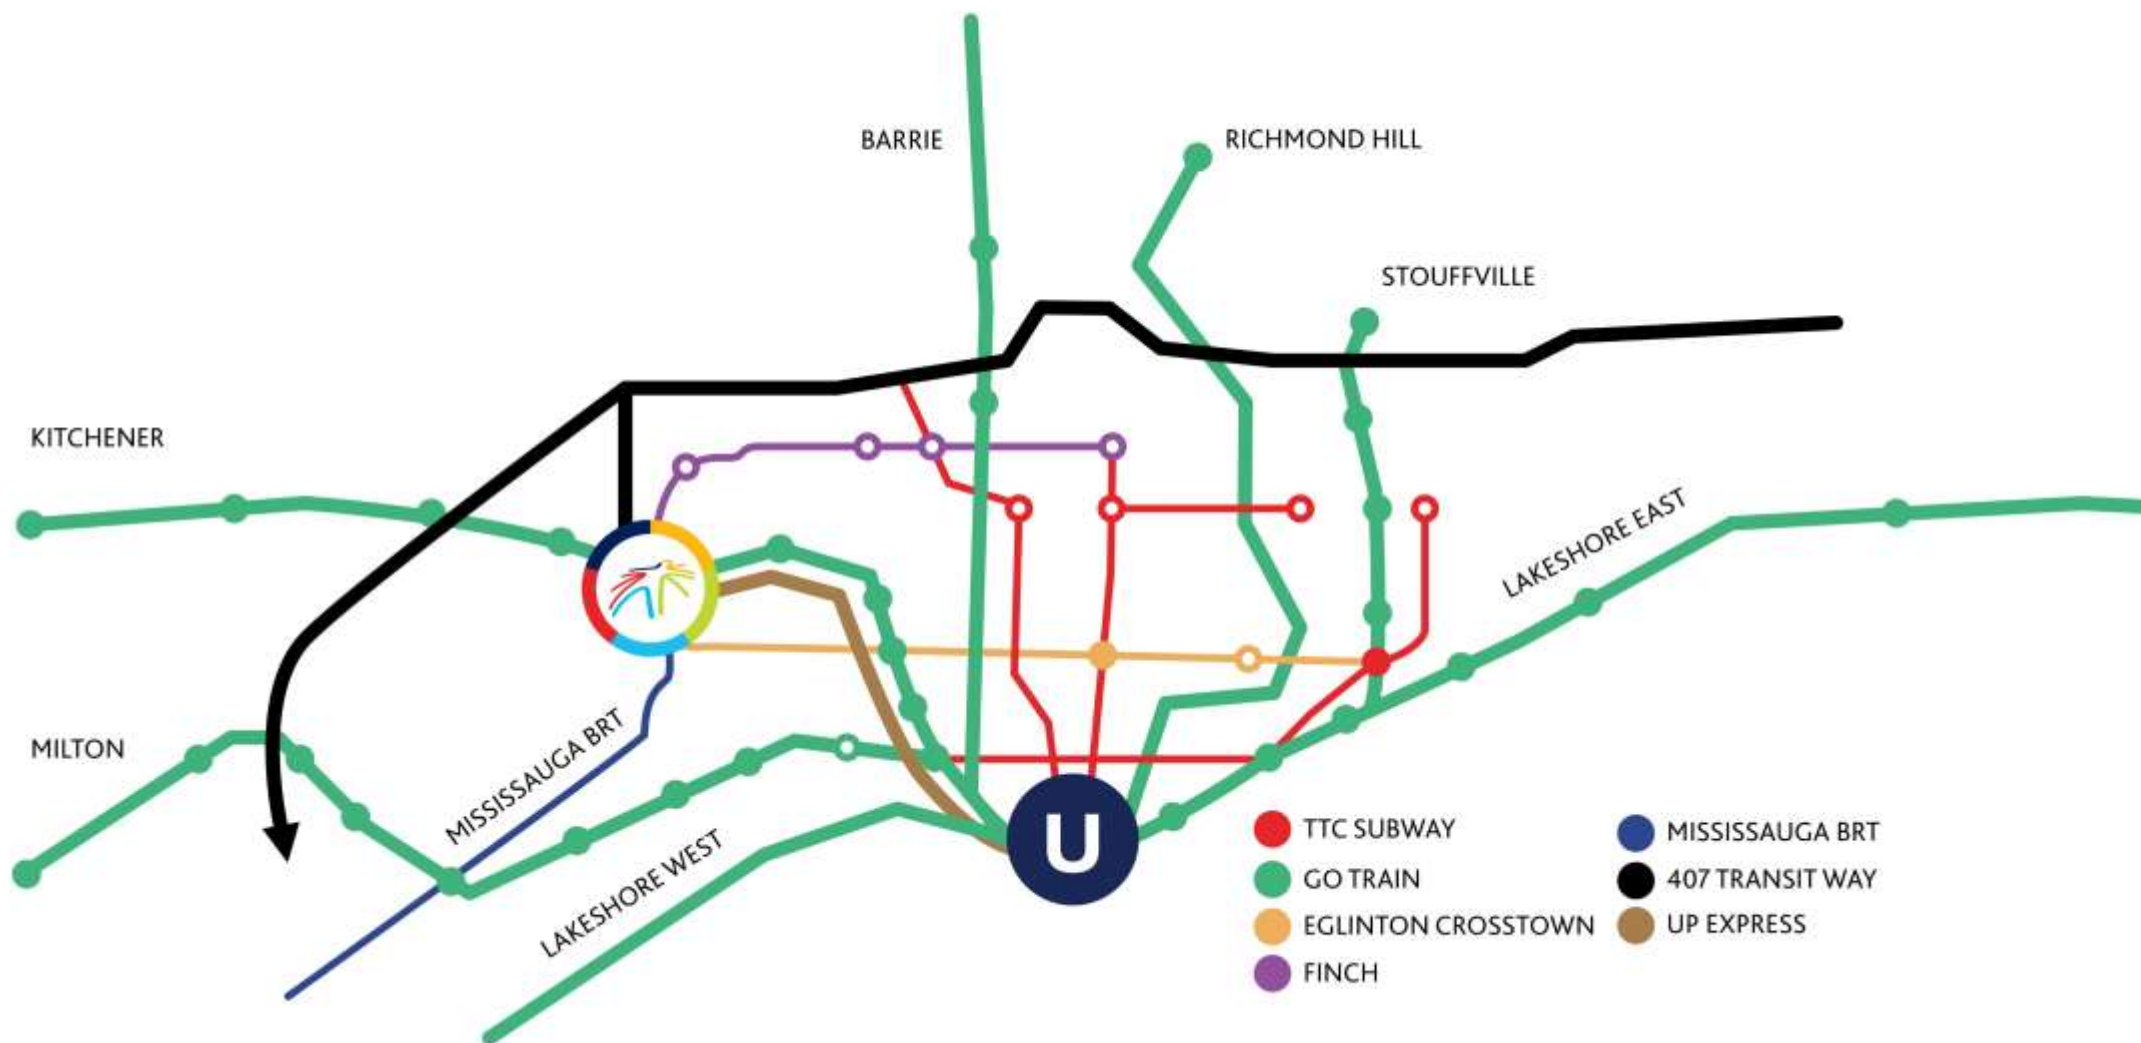 BARRIE
RICHMOND HILL
STOUFFVILLE
KITCHENER
LAKESHORE EAST
MILTON
MISSISSAUGA BRT
LAKESHORE WEST
U
TTC SUBWAY
GO TRAIN
EGLINTON CROSSTOWN
FINCH
MISSISSAUGA BRT
407 TRANSIT WAY
UP EXPRESS